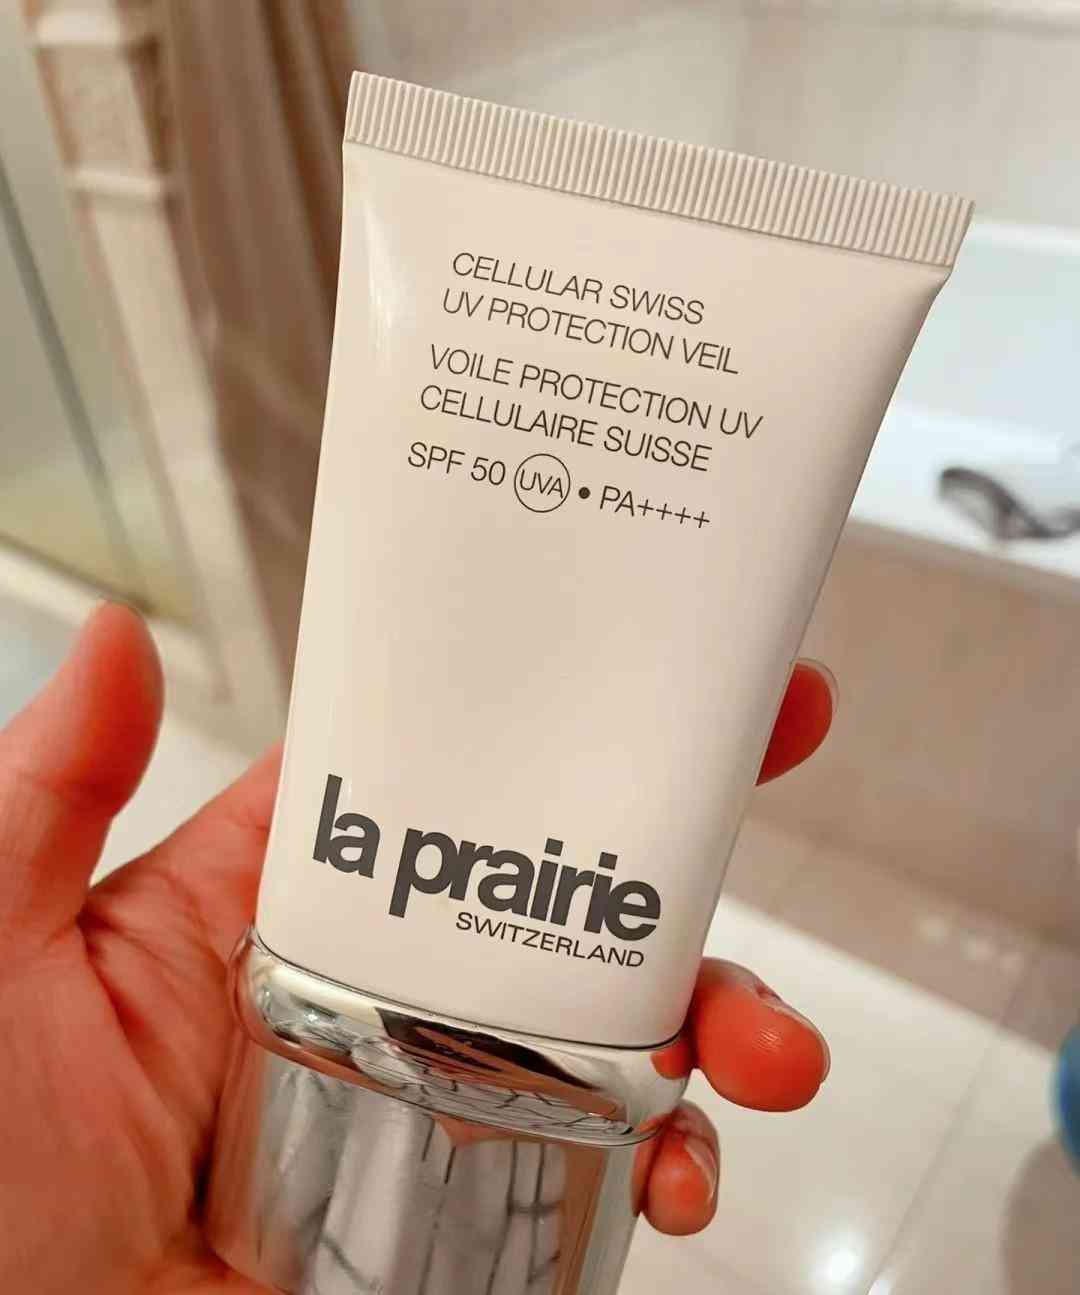 CELLULAR SWISS
UV PROTECTION VEIL
VOILE PROTECTION UV
CELLULAIRE SUISSE
SPF 50 UVA • PA++++
la prairie
SWITZERLAND